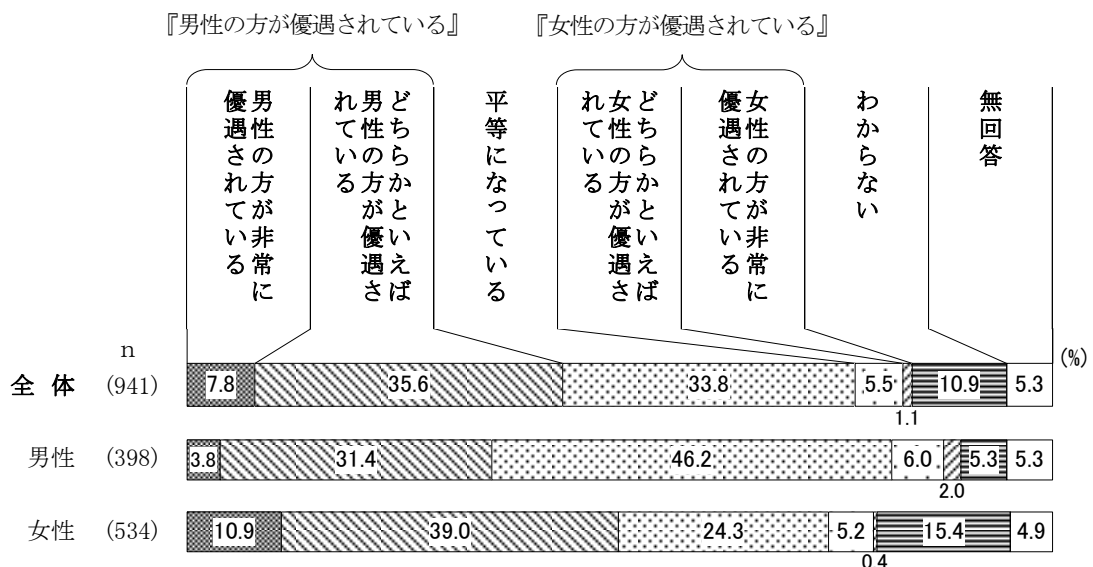 『男性の方が優遇されている』 『女性の方が優遇されている』
男性の方が非常に
優遇されている
どちらかといえば
男性の方が優遇さ
れている
平等になっている
どちらかといえば
女性の方が優遇さ
れている
女性の方が非常に
優遇されている
わからない
無回答
n
(%)
全体 (941) 7.8 35.6 33.8 5.5 10.9 5.3
1.1
男性 (398) 3.8 31.4 46.2 6.0 5.3 5.3
2.0
女性 (534) 10.9 39.0 24.3 5.2 15.4 4.9
0.4